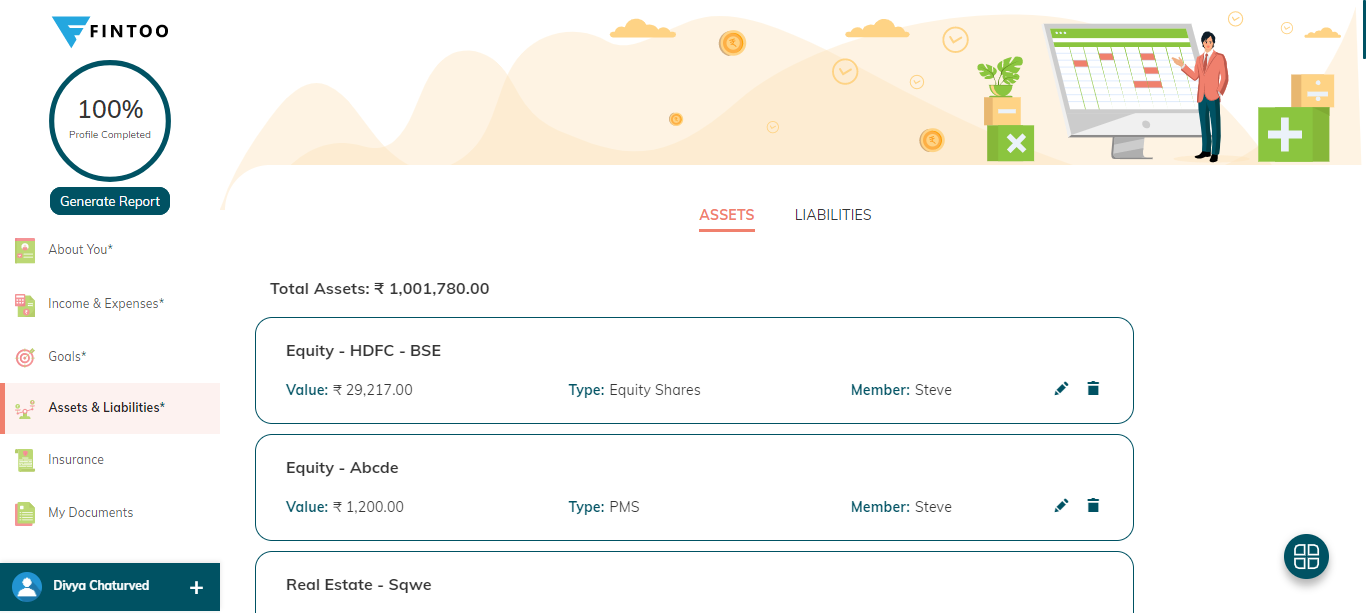 FINTOO
100%
Profile Completed
Generate Report
About You*
Income & Expenses*
Goals*
Assets & Liabilities*
Insurance
My Documents
Divya Chaturved
+
ASSETS LIABILITIES
Total Assets: ₹ 1,001,780.00
Equity - HDFC - BSE
Value: ₹ 29,217.00 Type: Equity Shares Member: Steve
Equity - Abcde
Value: ₹ 1,200.00 Type: PMS Member: Steve
Real Estate - Sqwe